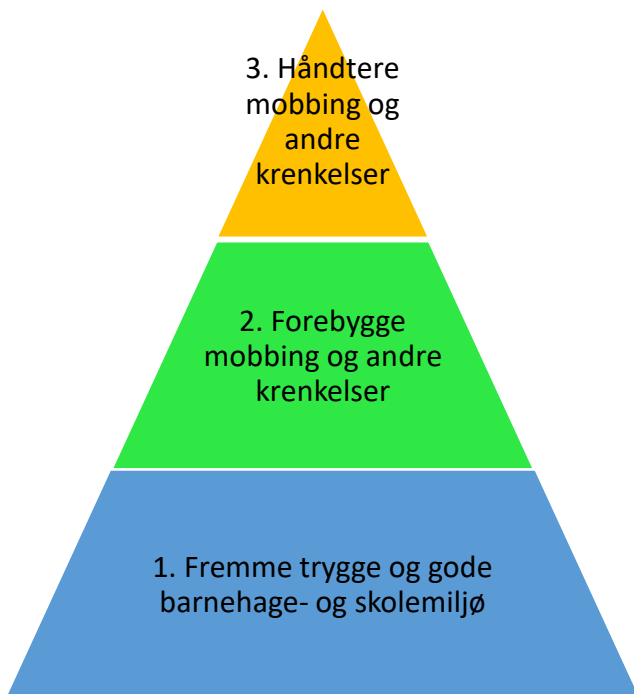 3. Håndtere
mobbing og
andre
krenkelser
2. Forebygge
mobbing og andre
krenkelser
1. Fremme trygge og gode
barnehage- og skolemiljø